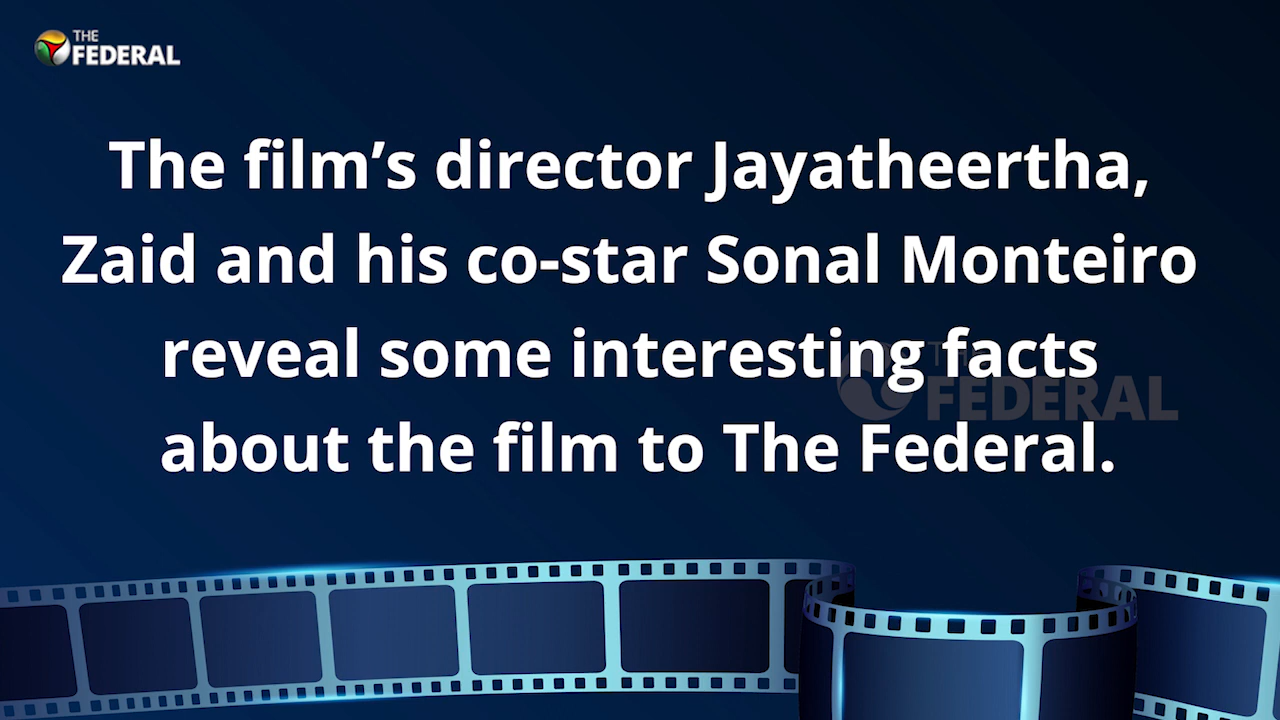 THE
FEDERAL
The film’s director Jayatheertha,
Zaid and his co-star Sonal Monteiro
reveal some interesting facts
about the film to The Federal.
THE
FEDERAL